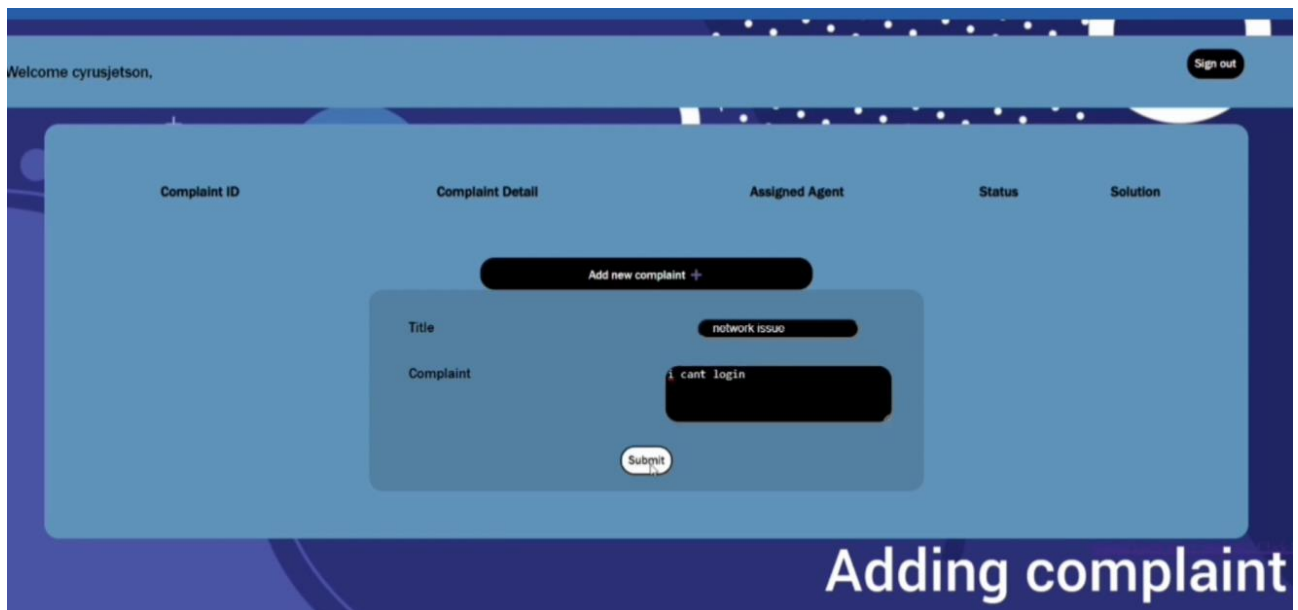 Welcome cyrusjetson,
Sign out
Complaint ID Complaint Detail Assigned Agent Status Solution
Add new complaint +
Title network issue
Complaint i cant login
Submit
Adding complaint